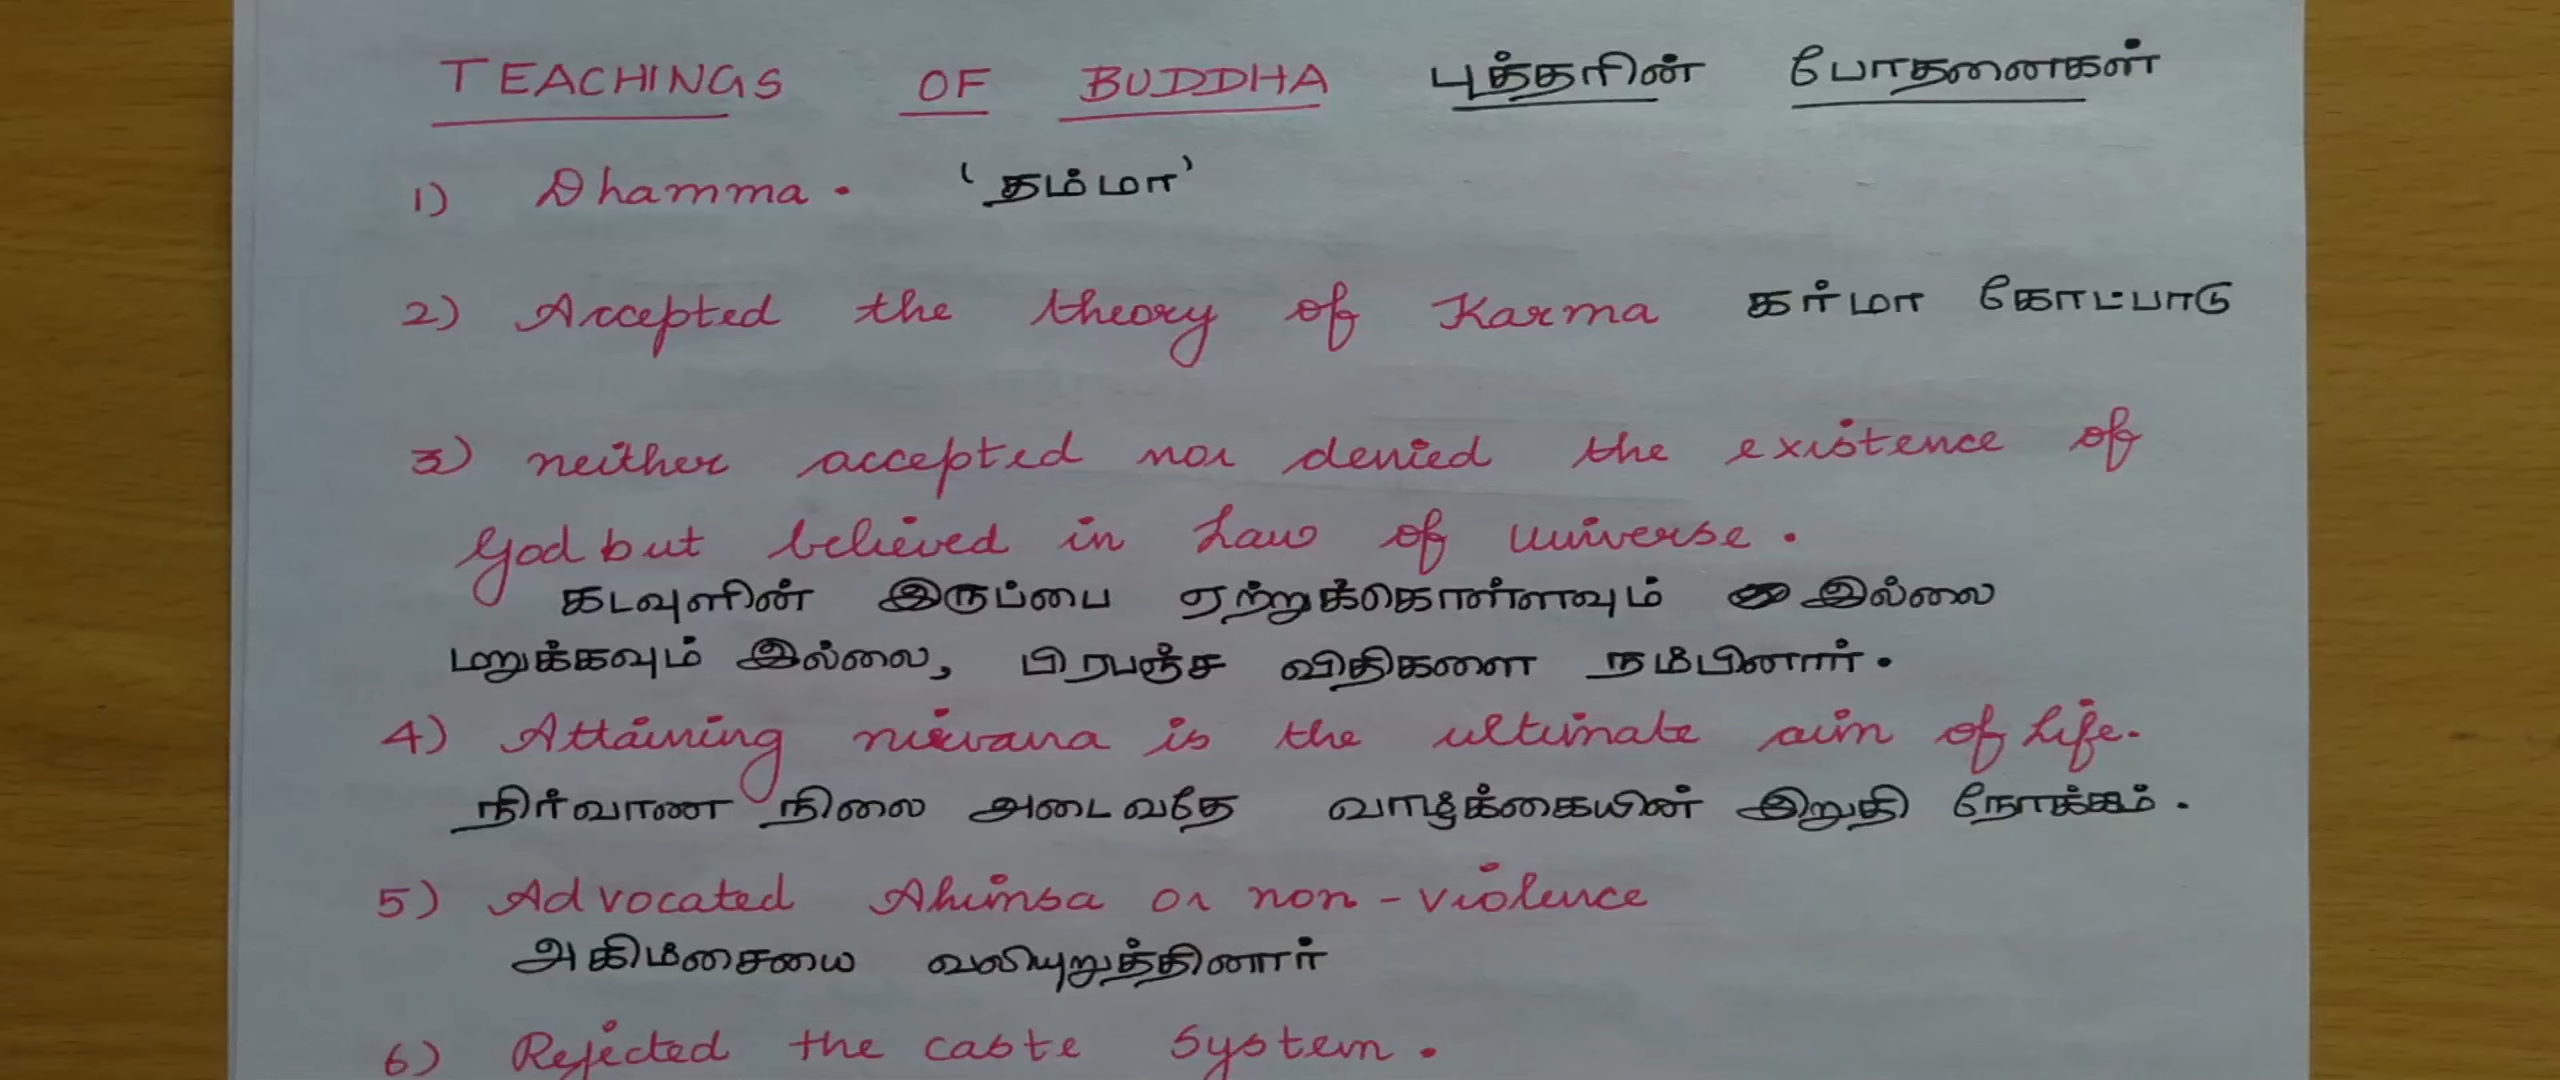 TEACHINGS OF BUDDHA புத்தரின் போதனைகள்
1) Dhamma. 'தம்மா'
2) Accepted the theory of Karma கர்மா கோட்பாடு
3) neither accepted nor denied the existence of
God but believed in Law of universe.
கடவுளின் இருப்பை ஏற்றுக்கொள்ளவும் இல்லை
மறுக்கவும் இல்லை, பிரபஞ்ச விதிகளை நம்பினார்.
4) Attaining nirvana is the ultimate aim of Life.
நிர்வாண நிலை அடைவதே வாழ்க்கையின் இறுதி நோக்கம்.
5) Advocated Ahimsa or non-violence
அகிம்சையை வலியுறுத்தினார்
6) Rejected the caste system.